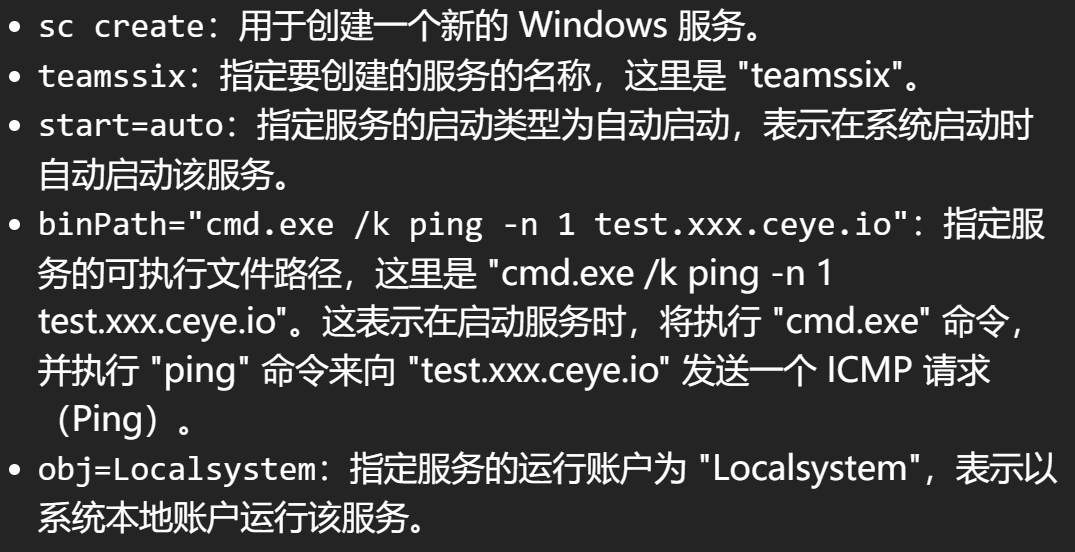 • sc create：用于创建一个新的 Windows 服务。
• teamssix：指定要创建的服务的名称，这里是 "teamssix"。
• start=auto：指定服务的启动类型为自动启动，表示在系统启动时
自动启动该服务。
• binPath="cmd.exe /k ping -n 1 test.xxx.ceye.io"：指定服
务的可执行文件路径，这里是 "cmd.exe /k ping -n 1
test.xxx.ceye.io"。这表示在启动服务时，将执行 "cmd.exe" 命令，
并执行 "ping" 命令来向 "test.xxx.ceye.io" 发送一个 ICMP 请求
（Ping）。
• obj=Localsystem：指定服务的运行账户为 "Localsystem"，表示以
系统本地账户运行该服务。